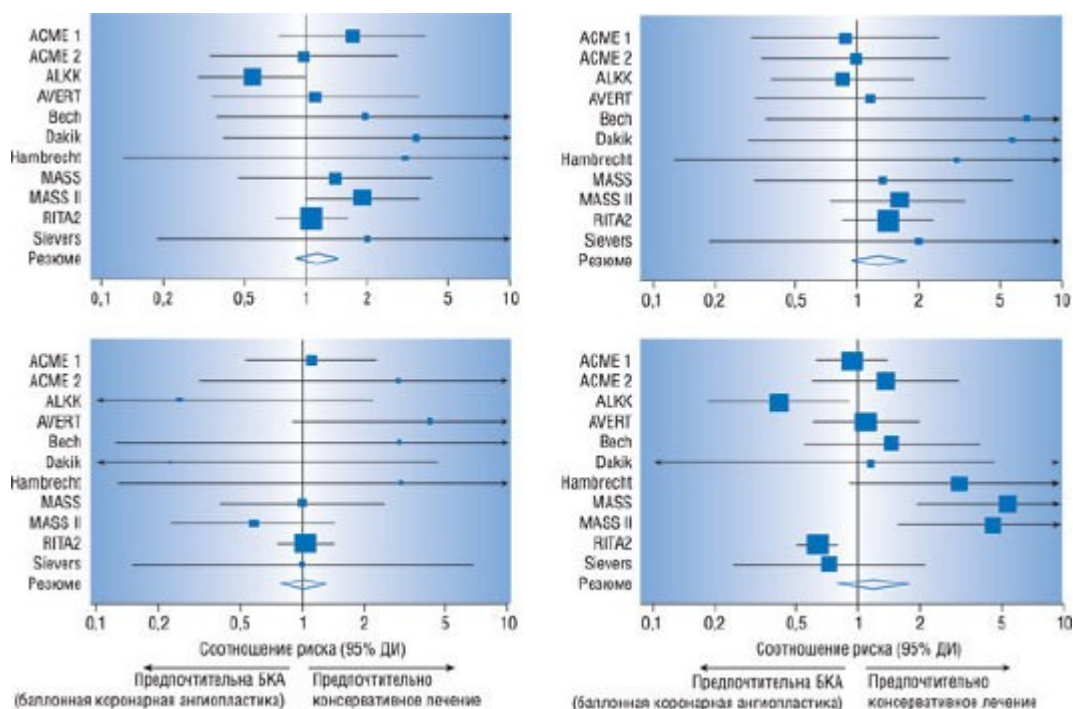 ACME 1
ACME 2
ALKK
AVERT
Bech
Dakik
Hambrecht
MASS
MASS II
RITA2
Sievers
Резюме
0,1 0,2 0,5 1 2 5 10
ACME 1
ACME 2
ALKK
AVERT
Bech
Dakik
Hambrecht
MASS
MASS II
RITA2
Sievers
Резюме
0,1 0,2 0,5 1 2 5 10
ACME 1
ACME 2
ALKK
AVERT
Bech
Dakik
Hambrecht
MASS
MASS II
RITA2
Sievers
Резюме
0,1 0,2 0,5 1 2 5 10
Соотношение риска (95% ДИ)
Предпочтительна БКА
(баллонная коронарная ангиопластика)
Предпочтительно
консервативное лечение
ACME 1
ACME 2
ALKK
AVERT
Bech
Dakik
Hambrecht
MASS
MASS II
RITA2
Sievers
Резюме
0,1 0,2 0,5 1 2 5 10
Соотношение риска (95% ДИ)
Предпочтительна БКА
(баллонная коронарная ангиопластика)
Предпочтительно
консервативное лечение